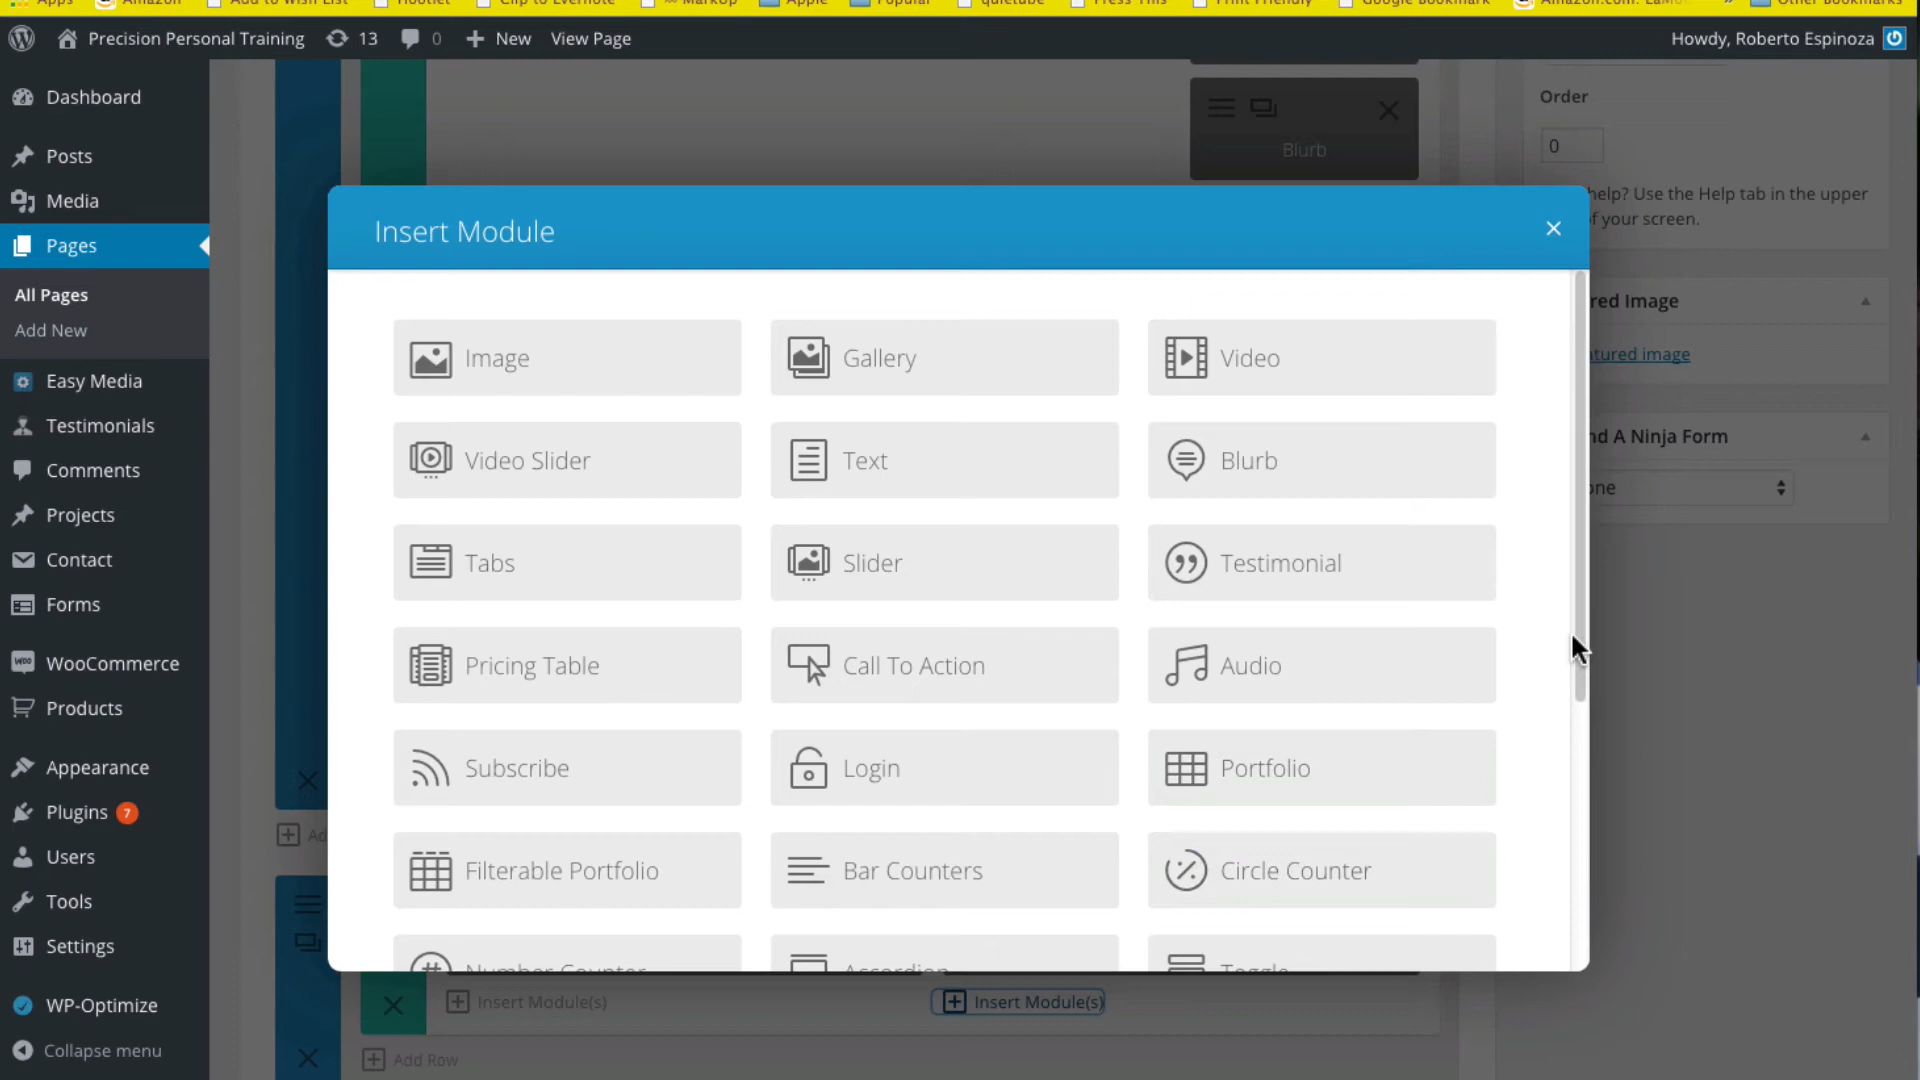 Apps Amazon Add to Wish List Hootlet Clip to Evernote MarkUp Apple Popular quietube Press This Print Friendly Google Bookmark Amazon.com: » Other Bookmarks
Precision Personal Training 13 0 New View Page Howdy, Roberto Espinoza
Dashboard
Posts
Media
Pages
All Pages
Add New
Easy Media
Testimonials
Comments
Projects
Contact
Forms
WooCommerce
Products
Appearance
Plugins 7
Users
Tools
Settings
WP-Optimize
Collapse menu
Blurb
Order
0
help? Use the Help tab in the upper
of your screen.
Insert Module
Image Gallery Video
Video Slider Text Blurb
Tabs Slider Testimonial
Pricing Table Call To Action Audio
Subscribe Login Portfolio
Filterable Portfolio Bar Counters Circle Counter
Number Counter Accordion Toggle
Insert Module(s) Insert Module(s)
Add Row
red Image
tured image
nd A Ninja Form
one